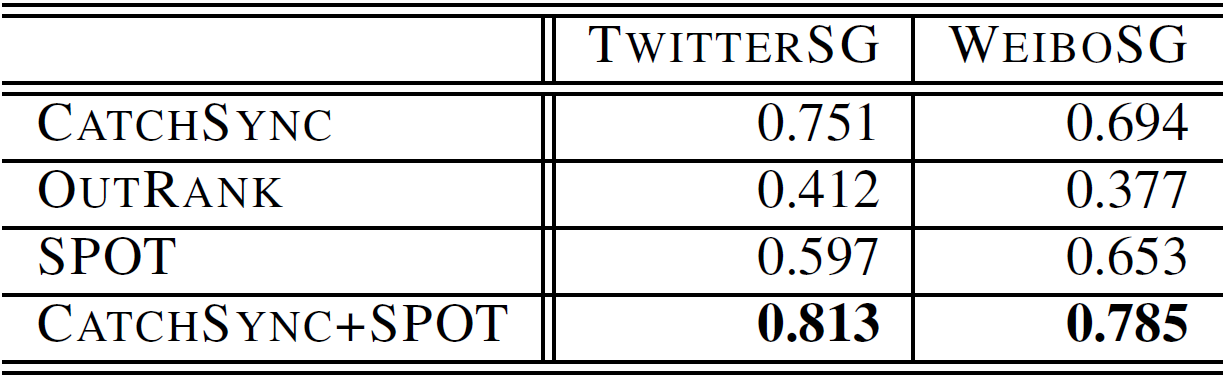 TWITTERSG WEIBOSG
CATCHSYNC 0.751 0.694
OUTRANK 0.412 0.377
SPOT 0.597 0.653
CATCHSYNC+SPOT 0.813 0.785